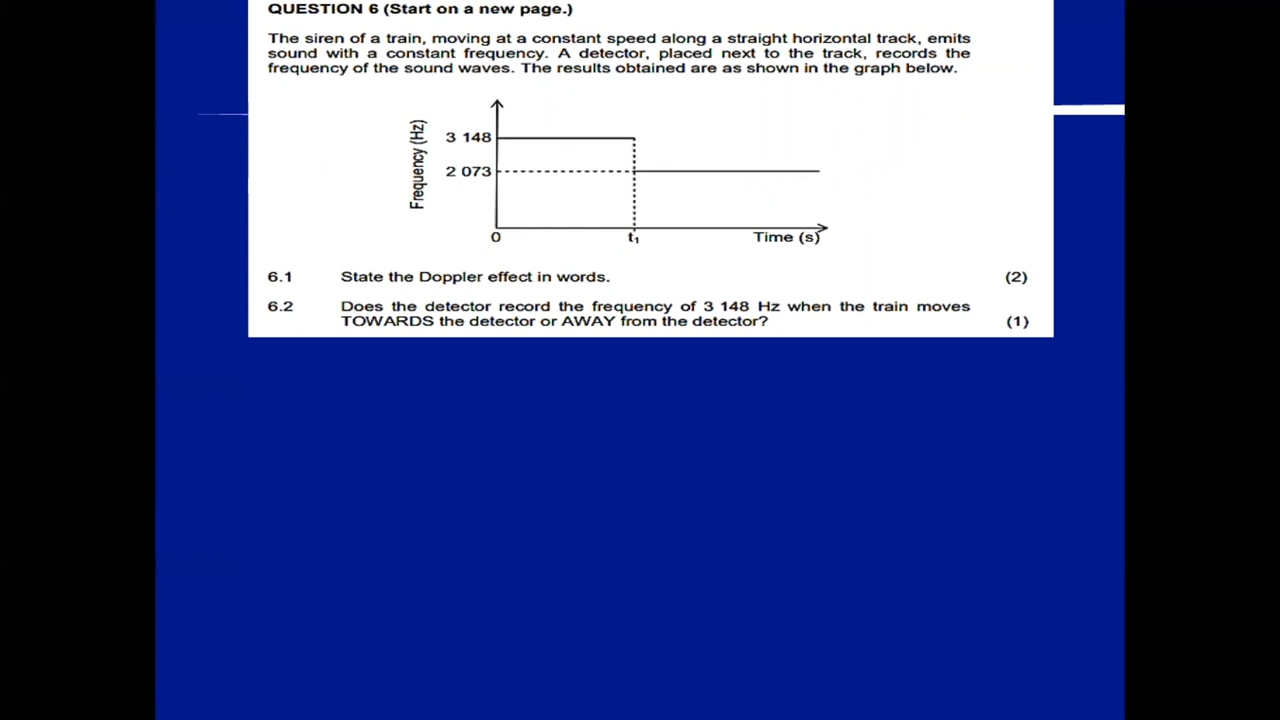 QUESTION 6 (Start on a new page.)
The siren of a train, moving at a constant speed along a straight horizontal track, emits
sound with a constant frequency. A detector, placed next to the track, records the
frequency of the sound waves. The results obtained are as shown in the graph below.
Frequency (Hz)
3 148
2 073
0
t₁
Time (s)
6.1 State the Doppler effect in words. (2)
6.2 Does the detector record the frequency of 3 148 Hz when the train moves
TOWARDS the detector or AWAY from the detector? (1)